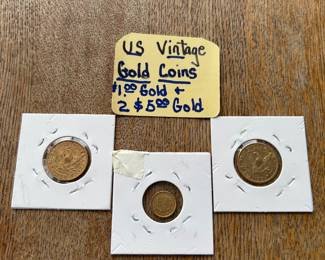 US Vintage
Gold Coins
$1.00 Gold +
2 $5.00 Gold